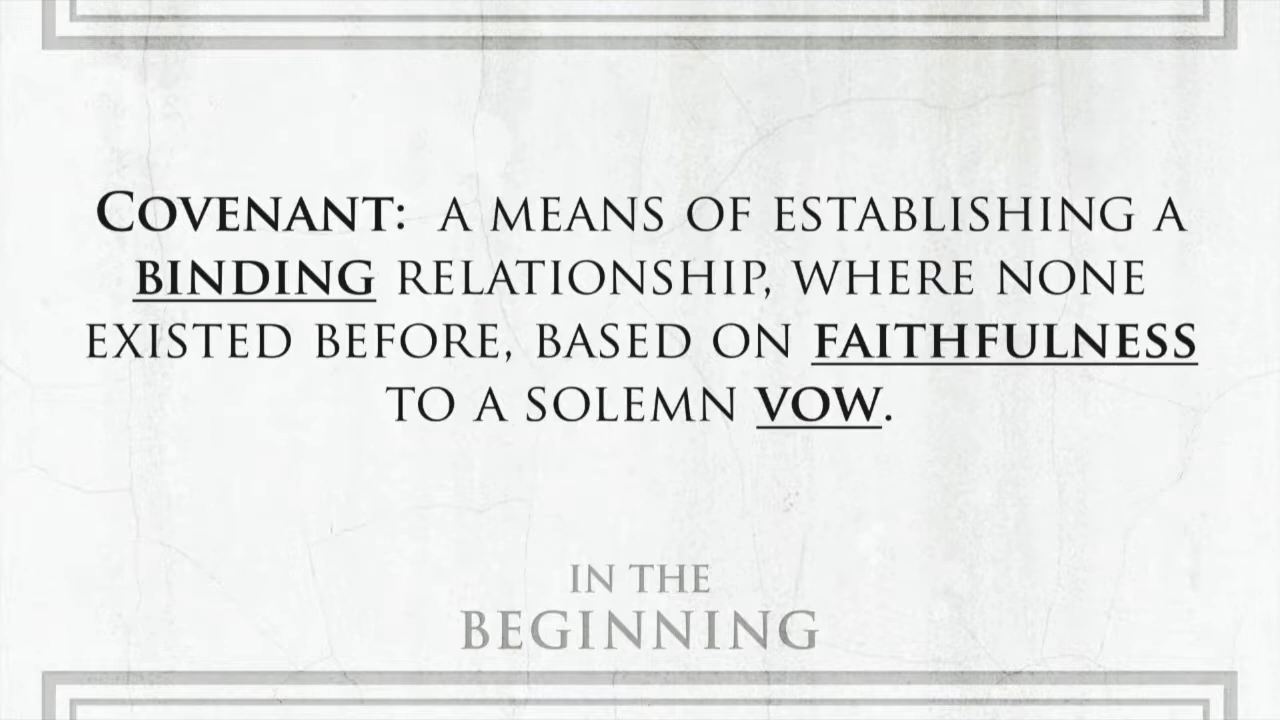 COVENANT: A MEANS OF ESTABLISHING A
BINDING RELATIONSHIP, WHERE NONE
EXISTED BEFORE, BASED ON FAITHFULNESS
TO A SOLEMN VOW.
IN THE
BEGINNING